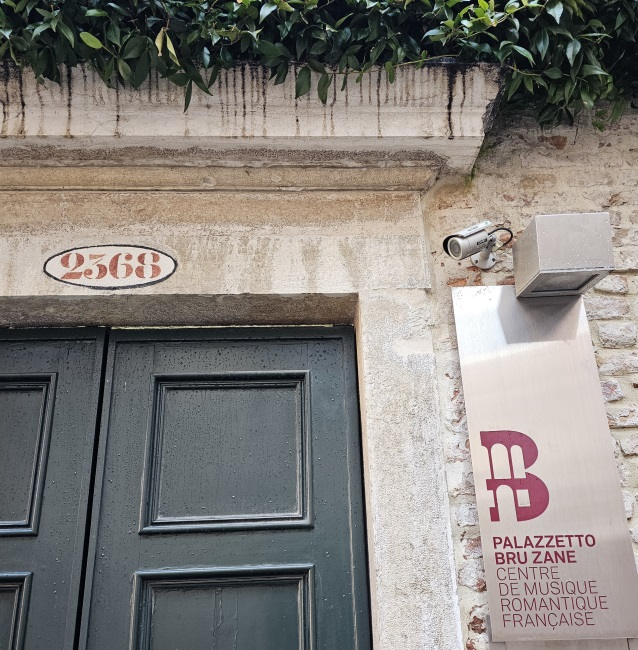 2368
PALAZZETTO
BRU ZANE
CENTRE
DE MUSIQUE
ROMANTIQUE
FRANÇAISE